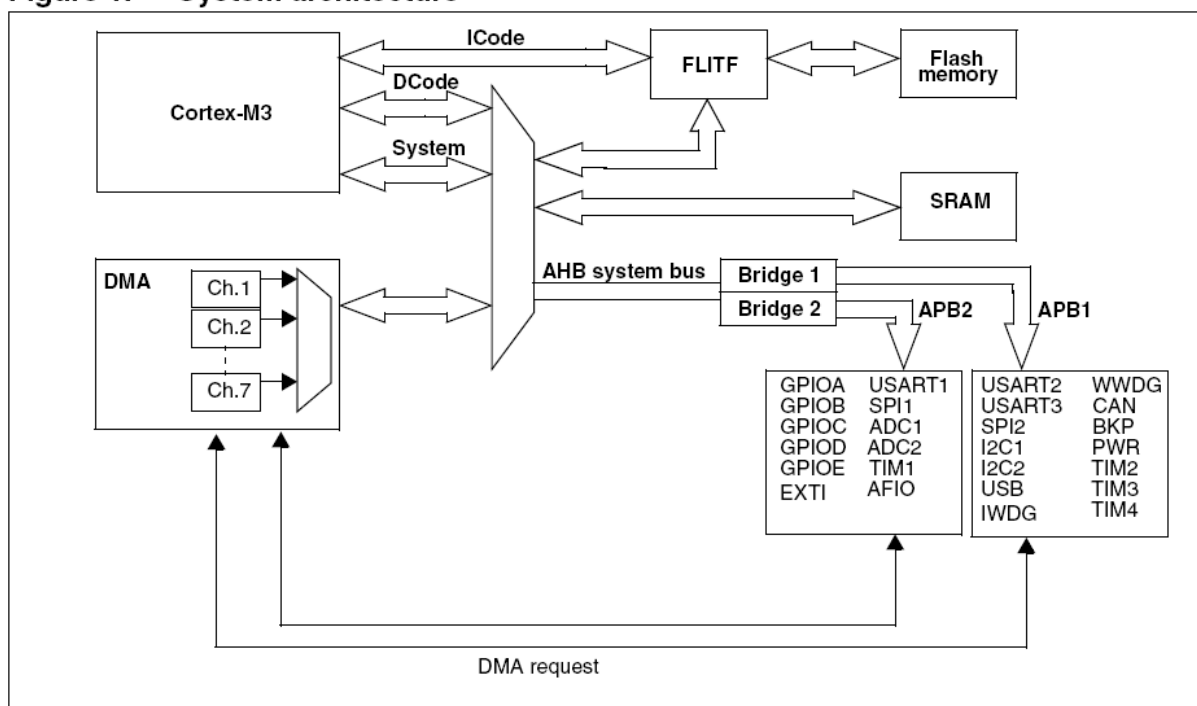 ICode
FLITF
Flash
memory
DCode
Cortex-M3
System
SRAM
DMA
Ch.1
Ch.2
Ch.7
AHB system bus
Bridge 1
Bridge 2
APB2
APB1
GPIOA USART1
GPIOB SPI1
GPIOC ADC1
GPIOD ADC2
GPIOE TIM1
EXTI AFIO
USART2 WWDG
USART3 CAN
SPI2 BKP
I2C1 PWR
I2C2 TIM2
USB TIM3
IWDG TIM4
DMA request